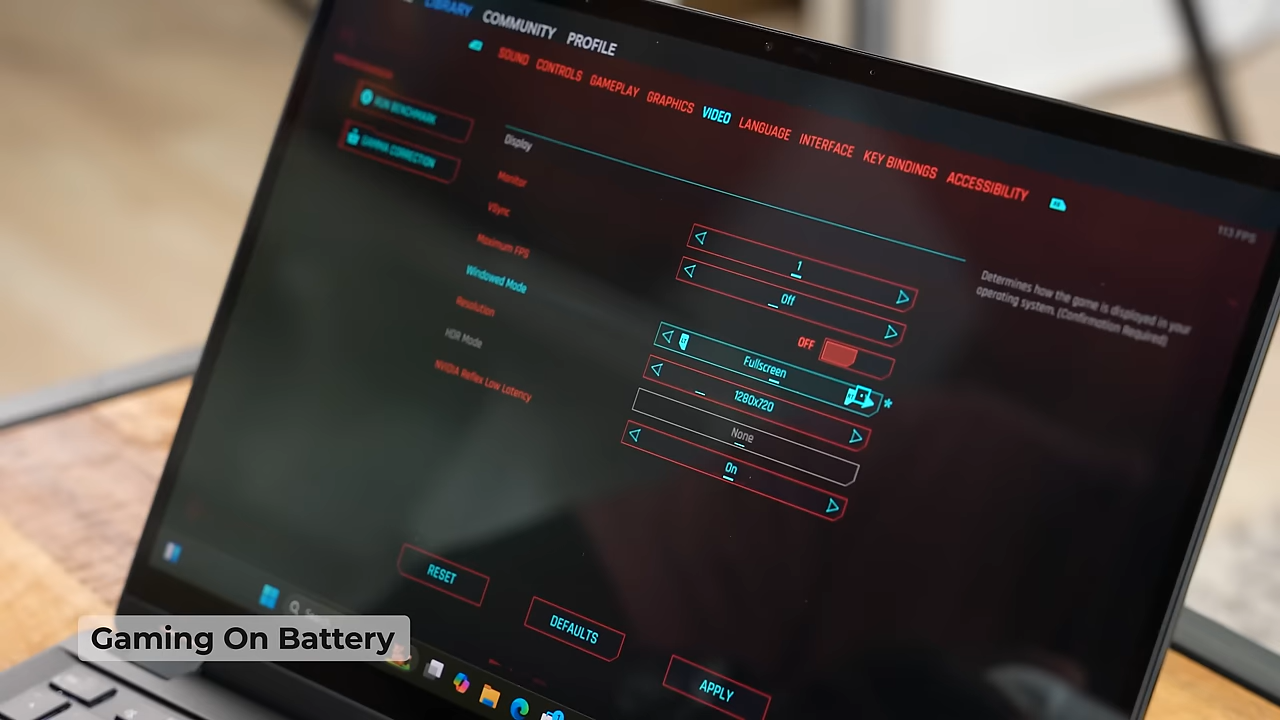 LIBRARY COMMUNITY PROFILE
SOUND CONTROLS GAMEPLAY GRAPHICS VIDEO LANGUAGE INTERFACE KEY BINDINGS ACCESSIBILITY
113 FPS
RUN BENCHMARK
GAMMA CORRECTION
Display
Monitor
1
VSync
Off
Maximum FPS
OFF
Windowed Mode
Fullscreen
*
Resolution
1280x720
HDR Mode
None
NVIDIA Reflex Low Latency
On
Determines how the game is displayed in your
operating system. (Confirmation Required)
RESET
DEFAULTS
APPLY
Gaming On Battery